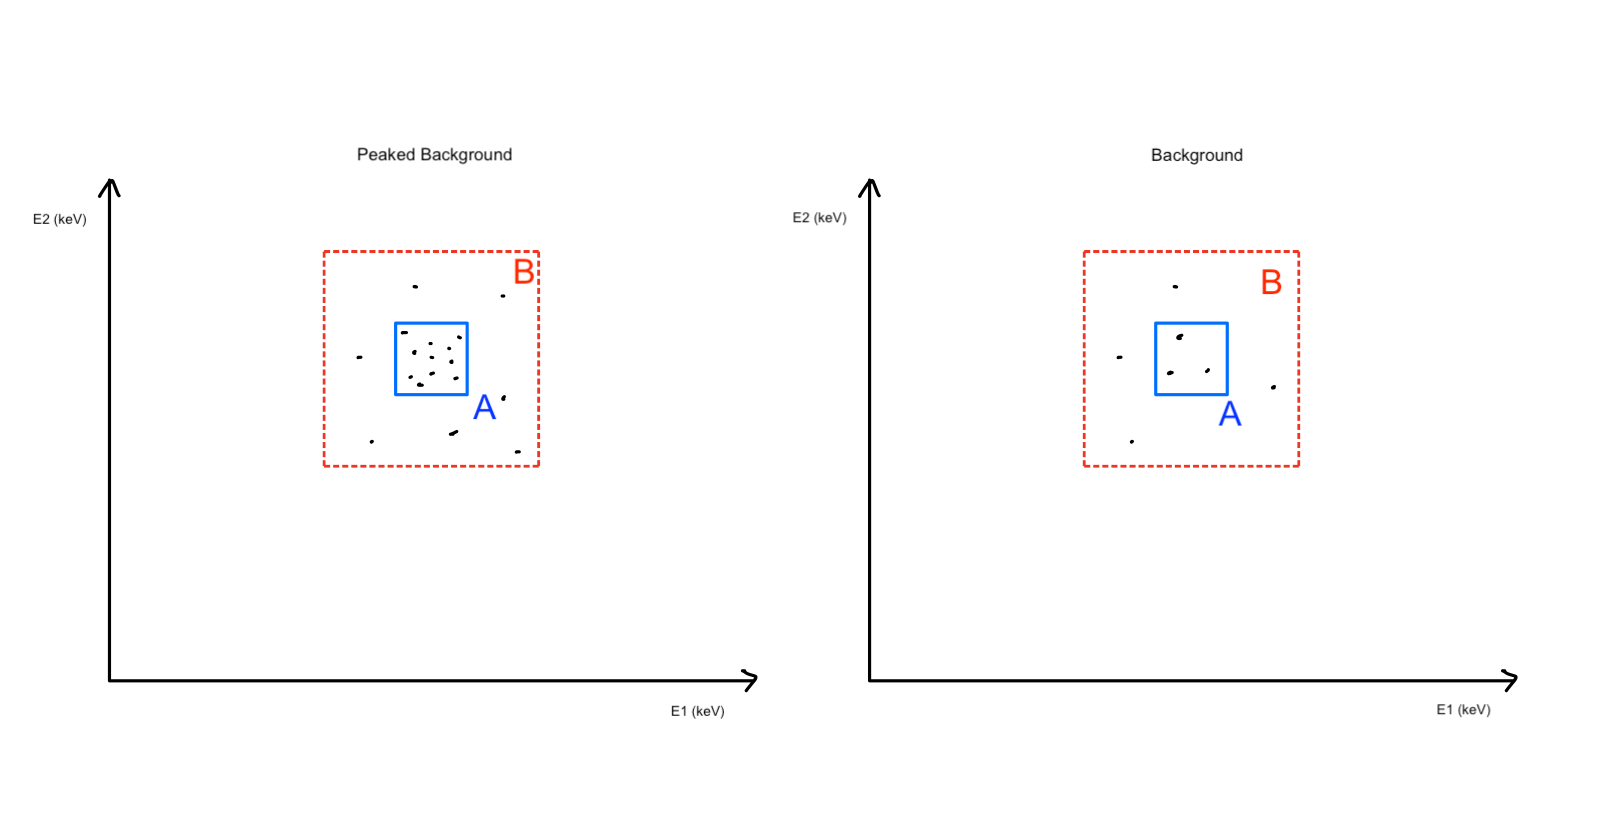 Peaked Background
E2 (keV)
B
A
E1 (keV)
Background
E2 (keV)
B
A
E1 (keV)